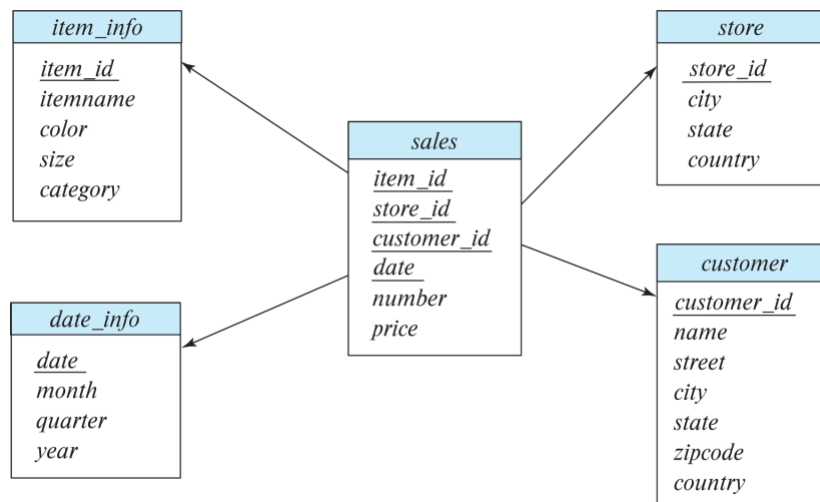 item_info
item_id
itemname
color
size
category
store
store_id
city
state
country
sales
item_id
store_id
customer_id
date
number
price
date_info
date
month
quarter
year
customer
customer_id
name
street
city
state
zipcode
country